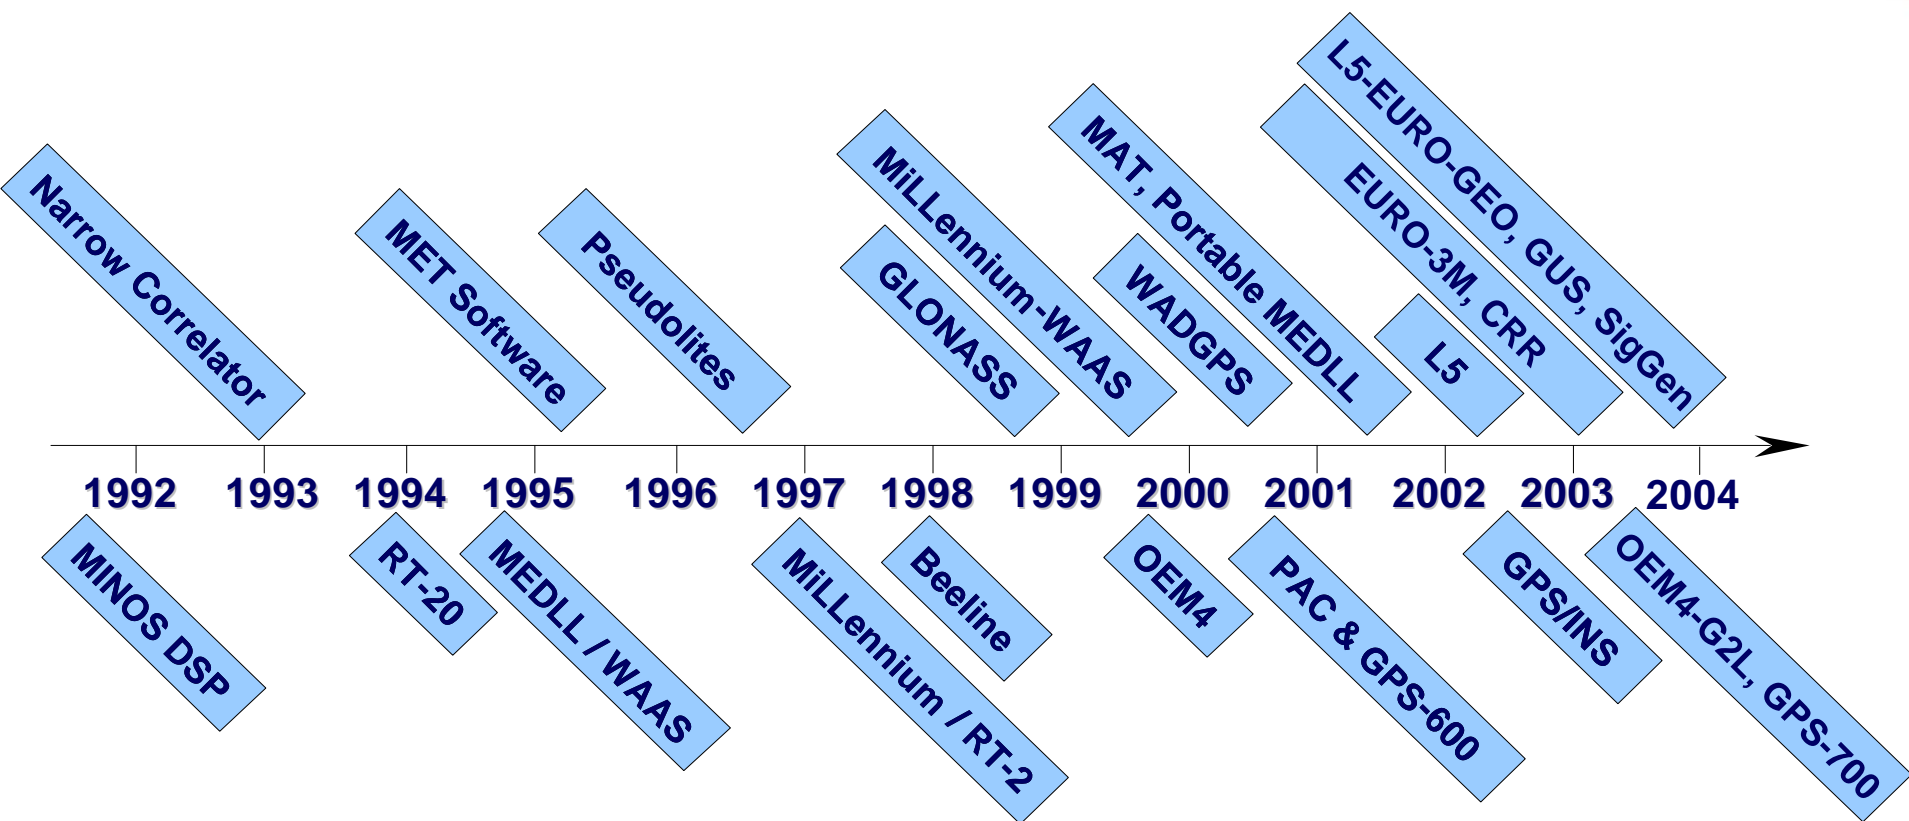 Narrow Correlator
MET Software
Pseudolites
MiLLennium-WAAS
GLONASS
MAT, Portable MEDLL
WADGPS
L5-EURO-GEO, GUS, SigGen
EURO-3M, CRR
L5
1992
1993
1994
1995
1996
1997
1998
1999
2000
2001
2002
2003
2004
MINOS DSP
RT-20
MEDLL / WAAS
MiLLennium / RT-2
Beeline
OEM4
PAC & GPS-600
GPS/INS
OEM4-G2L, GPS-700